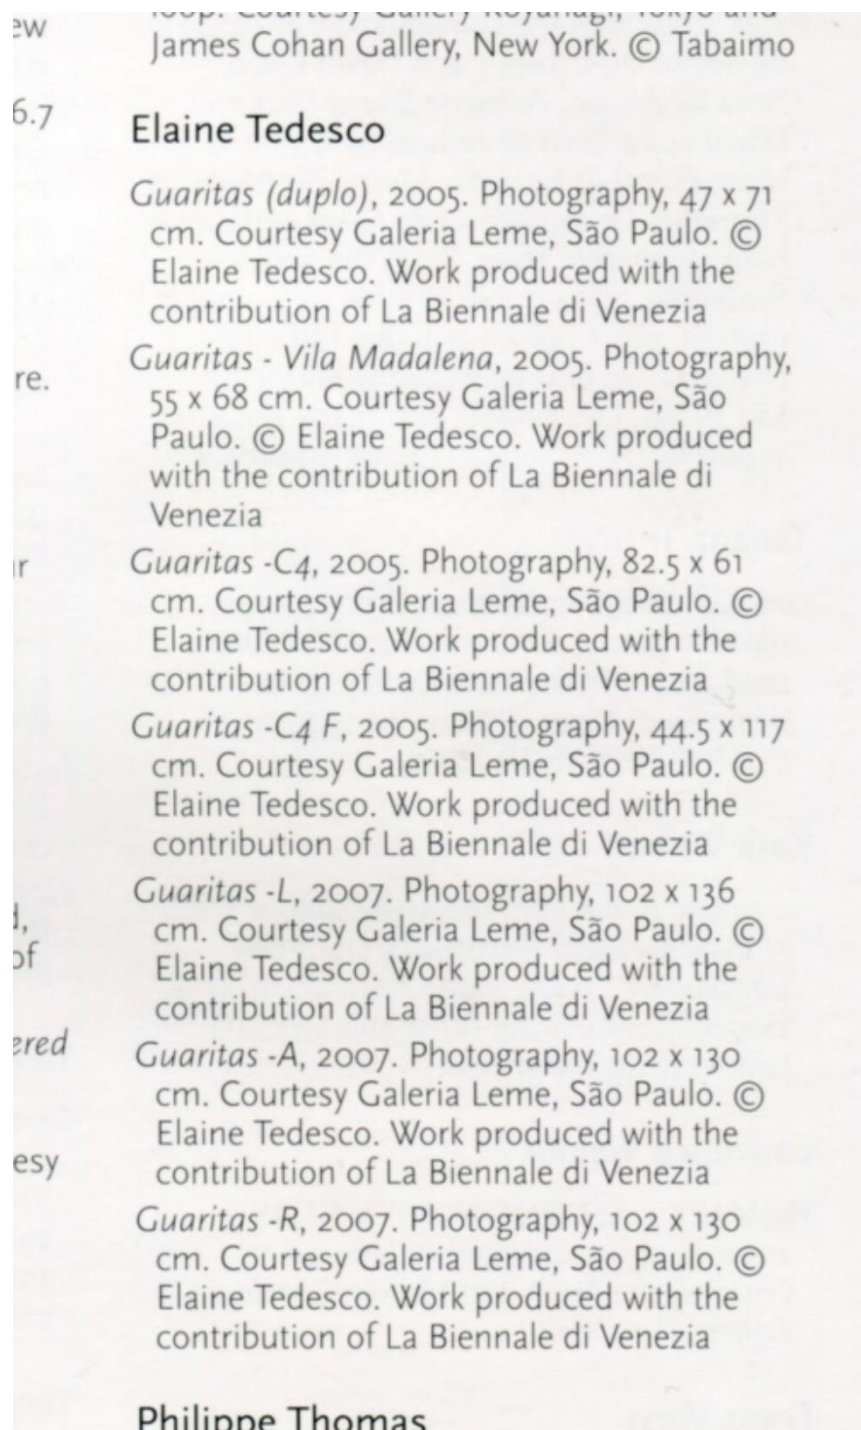 loop. Courtesy Gallery Koyanagi, Tokyo and
James Cohan Gallery, New York. © Tabaimo
Elaine Tedesco
Guaritas (duplo), 2005. Photography, 47 x 71
cm. Courtesy Galeria Leme, São Paulo. ©
Elaine Tedesco. Work produced with the
contribution of La Biennale di Venezia
Guaritas - Vila Madalena, 2005. Photography,
55 x 68 cm. Courtesy Galeria Leme, São
Paulo. © Elaine Tedesco. Work produced
with the contribution of La Biennale di
Venezia
Guaritas -C4, 2005. Photography, 82.5 x 61
cm. Courtesy Galeria Leme, São Paulo. ©
Elaine Tedesco. Work produced with the
contribution of La Biennale di Venezia
Guaritas -C4 F, 2005. Photography, 44.5 x 117
cm. Courtesy Galeria Leme, São Paulo. ©
Elaine Tedesco. Work produced with the
contribution of La Biennale di Venezia
Guaritas -L, 2007. Photography, 102 x 136
cm. Courtesy Galeria Leme, São Paulo. ©
Elaine Tedesco. Work produced with the
contribution of La Biennale di Venezia
Guaritas -A, 2007. Photography, 102 x 130
cm. Courtesy Galeria Leme, São Paulo. ©
Elaine Tedesco. Work produced with the
contribution of La Biennale di Venezia
Guaritas -R, 2007. Photography, 102 x 130
cm. Courtesy Galeria Leme, São Paulo. ©
Elaine Tedesco. Work produced with the
contribution of La Biennale di Venezia
Philippe Thomas